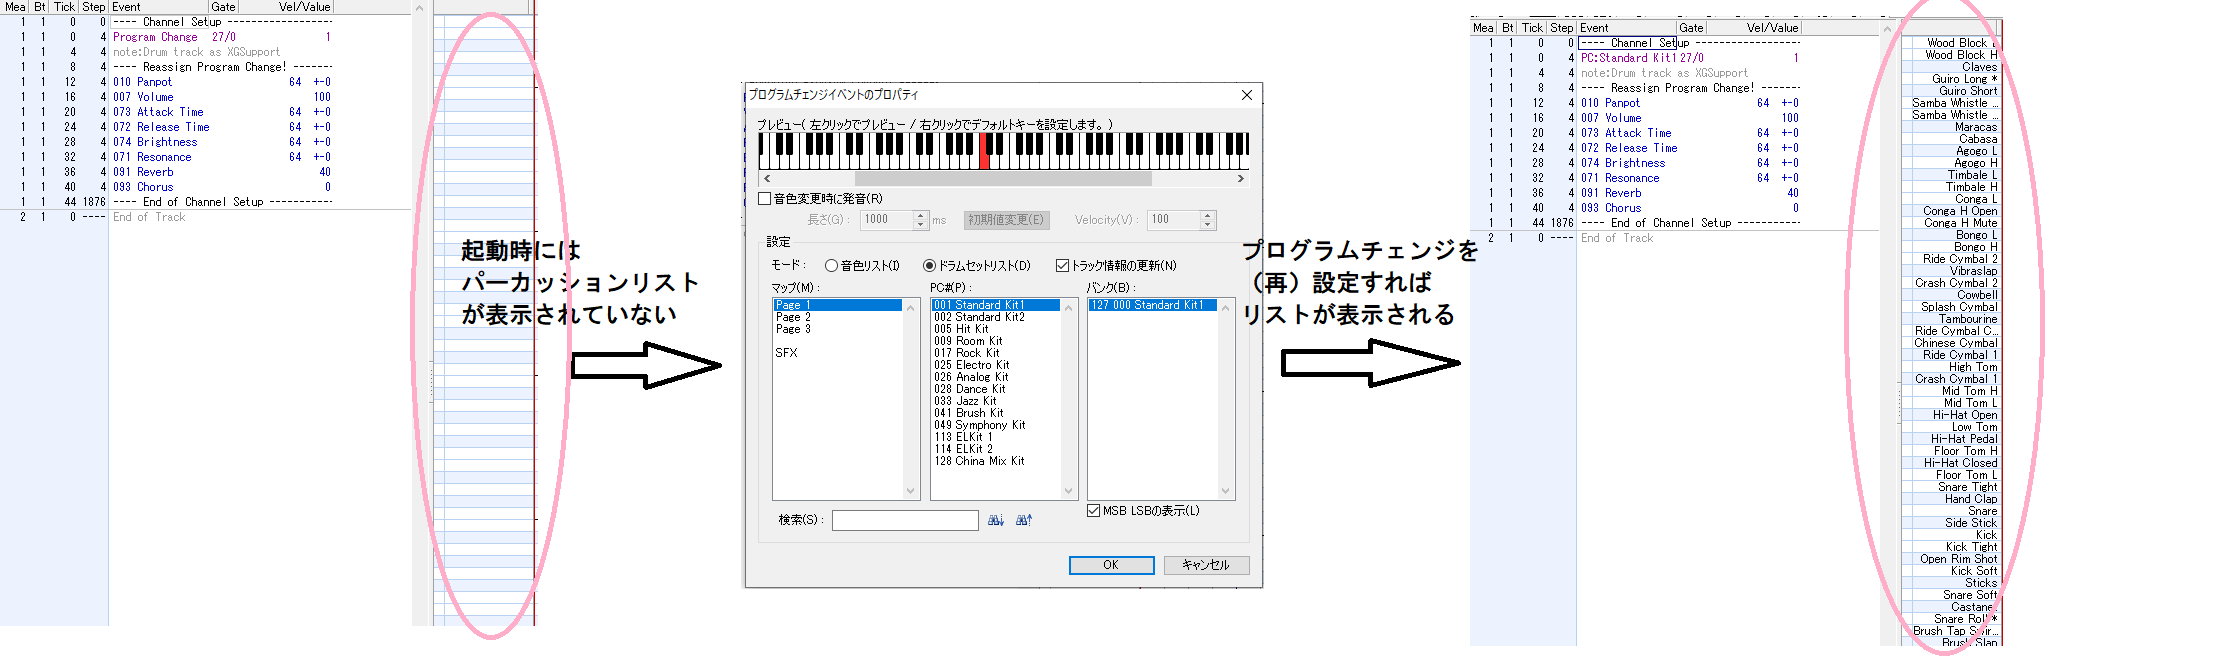 Mea Bt Tick Step Event Gate Vel/Value
1 1 0 0 ---- Channel Setup -----------------
1 1 0 4 Program Change 27/0 1
1 1 4 4 note:Drum track as XGSupport
1 1 8 4 ---- Reassign Program Change! -------
1 1 12 4 010 Panpot 64 +-0
1 1 16 4 007 Volume 100
1 1 20 4 073 Attack Time 64 +-0
1 1 24 4 072 Release Time 64 +-0
1 1 28 4 074 Brightness 64 +-0
1 1 32 4 071 Resonance 64 +-0
1 1 36 4 091 Reverb 40
1 1 40 4 093 Chorus 0
1 1 44 1876 ---- End of Channel Setup ----------
2 1 0 ---- End of Track
起動時には
パーカッションリスト
が表示されていない
プログラムチェンジイベントのプロパティ
プレビュー( 左クリックでプレビュー / 右クリックでデフォルトキーを設定します。 )
音色変更時に発音(R)
長さ(G) : 1000 ms 初期値変更(E) Velocity(V) : 100
設定
モード : 音色リスト(I) ドラムセットリスト(D) トラック情報の更新(N)
マップ(M) :
Page 1
Page 2
Page 3
SFX
PC#(P) :
001 Standard Kit1
002 Standard Kit2
005 Hit Kit
009 Room Kit
017 Rock Kit
025 Electro Kit
026 Analog Kit
028 Dance Kit
033 Jazz Kit
041 Brush Kit
049 Symphony Kit
113 ELKit 1
114 ELKit 2
128 China Mix Kit
バンク(B) :
127 000 Standard Kit1
MSB LSBの表示(L)
検索(S) :
OK キャンセル
プログラムチェンジを
（再）設定すれば
リストが表示される
Mea Bt Tick Step Event Gate Vel/Value
1 1 0 0 ---- Channel Setup -----------------
1 1 0 4 PC:Standard Kit1 27/0 1
1 1 4 4 note:Drum track as XGSupport
1 1 8 4 ---- Reassign Program Change! -------
1 1 12 4 010 Panpot 64 +-0
1 1 16 4 007 Volume 100
1 1 20 4 073 Attack Time 64 +-0
1 1 24 4 072 Release Time 64 +-0
1 1 28 4 074 Brightness 64 +-0
1 1 32 4 071 Resonance 64 +-0
1 1 36 4 091 Reverb 40
1 1 40 4 093 Chorus 0
1 1 44 1876 ---- End of Channel Setup ----------
2 1 0 ---- End of Track
Wood Block
Wood Block H
Claves
Guiro Long *
Guiro Short
Samba Whistle ...
Samba Whistle ...
Maracas
Cabasa
Agogo L
Agogo H
Timbale L
Timbale H
Conga L
Conga H Open
Conga H Mute
Bongo L
Bongo H
Ride Cymbal 2
Vibraslap
Crash Cymbal 2
Cowbell
Splash Cymbal
Tambourine
Ride Cymbal C...
Chinese Cymbal
Ride Cymbal 1
High Tom
Crash Cymbal 1
Mid Tom H
Mid Tom L
Hi-Hat Open
Low Tom
Hi-Hat Pedal
Floor Tom H
Hi-Hat Closed
Floor Tom L
Snare Tight
Hand Clap
Snare
Side Stick
Kick
Kick Tight
Open Rim Shot
Kick Soft
Sticks
Snare Soft
Castanet
Snare Roll *
Brush Tap Swir...
Brush Slap